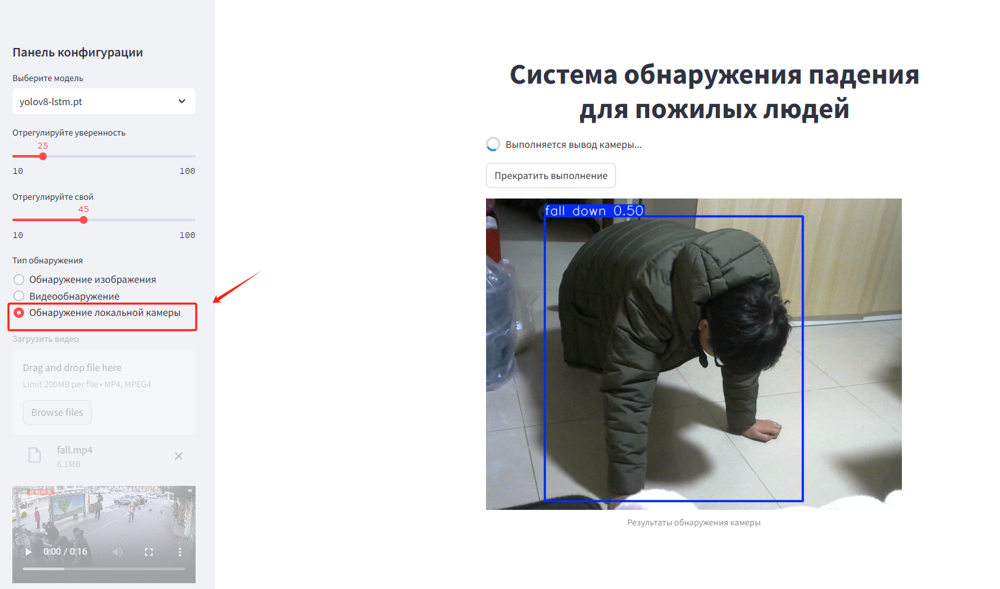 Панель конфигурации
Выберите модель
yolov8-lstm.pt
Отрегулируйте уверенность
25
10 100
Отрегулируйте свой
45
10 100
Тип обнаружения
Обнаружение изображения
Видеообнаружение
Обнаружение локальной камеры
Загрузить видео
Drag and drop file here
Limit 200MB per file • MP4, MPEG4
Browse files
fall.mp4
6.1MB
0:00 / 0:16
Система обнаружения падения
для пожилых людей
Выполняется вывод камеры...
Прекратить выполнение
fall down 0.50
Результаты обнаружения камеры